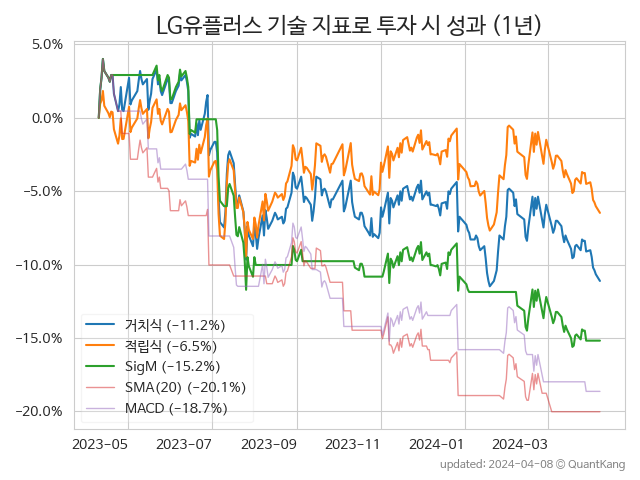 LG유플러스 기술 지표로 투자 시 성과 (1년)
5.0%
0.0%
−5.0%
−10.0%
−15.0%
−20.0%
거치식 (−11.2%)
적립식 (−6.5%)
SigM (−15.2%)
SMA(20) (−20.1%)
MACD (−18.7%)
2023−05 2023−07 2023−09 2023−11 2024−01 2024−03
updated: 2024−04−08 © QuantKang